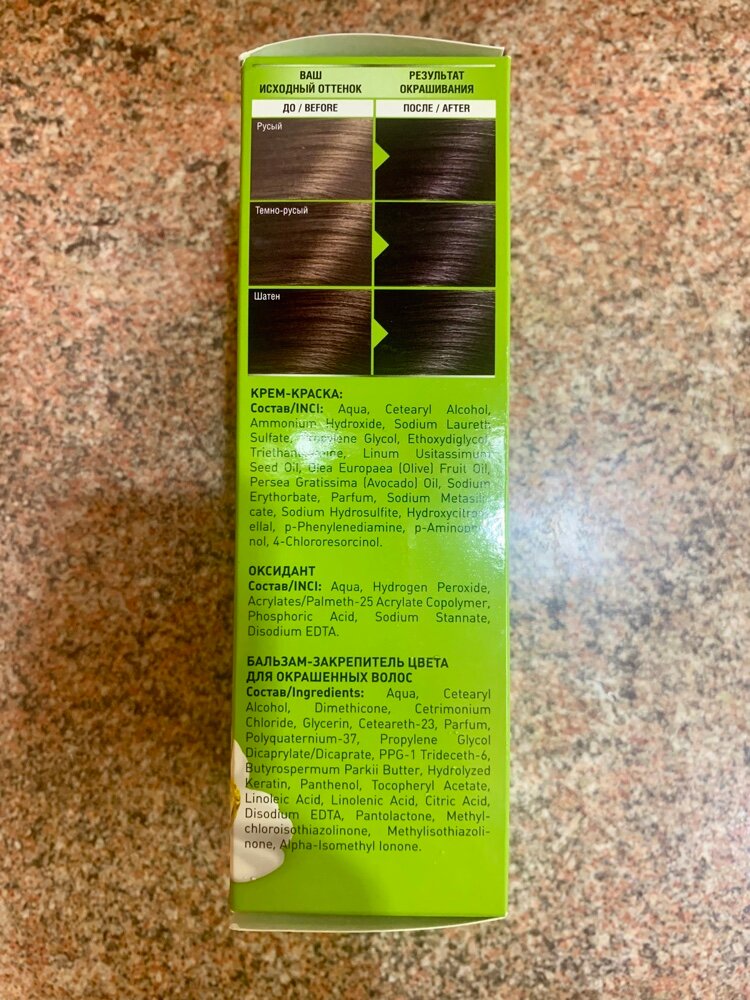 ВАШ
ИСХОДНЫЙ ОТТЕНОК
РЕЗУЛЬТАТ
ОКРАШИВАНИЯ
ДО / BEFORE
ПОСЛЕ / AFTER
Русый
Темно-русый
Шатен
КРЕМ-КРАСКА:
Состав/INCI: Aqua, Cetearyl Alcohol,
Ammonium Hydroxide, Sodium Laureth
Sulfate, Propylene Glycol, Ethoxydiglycol,
Linum Usitassimum
Seed Oil, Olea Europaea (Olive) Fruit Oil,
Persea Gratissima (Avocado) Oil, Sodium
Erythorbate, Parfum, Sodium Metasili-
cate, Sodium Hydrosulfite, Hydroxycitron-
ellal, p-Phenylenediamine, p-Aminophe-
nol, 4-Chlororesorcinol.
ОКСИДАНТ
Состав/INCI: Aqua, Hydrogen Peroxide,
Acrylates/Palmeth-25 Acrylate Copolymer,
Phosphoric Acid, Sodium Stannate,
Disodium EDTA.
БАЛЬЗАМ-ЗАКРЕПИТЕЛЬ ЦВЕТА
ДЛЯ ОКРАШЕННЫХ ВОЛОС
Состав/Ingredients: Aqua, Cetearyl
Alcohol, Dimethicone, Cetrimonium
Chloride, Glycerin, Ceteareth-23, Parfum,
Polyquaternium-37, Propylene Glycol
Dicaprylate/Dicaprate, PPG-1 Trideceth-6,
Butyrospermum Parkii Butter, Hydrolyzed
Keratin, Panthenol, Tocopheryl Acetate,
Linoleic Acid, Linolenic Acid, Citric Acid,
Disodium EDTA, Pantolactone, Methyl-
chloroisothiazolinone, Methylisothiazoli-
none, Alpha-Isomethyl Ionone.